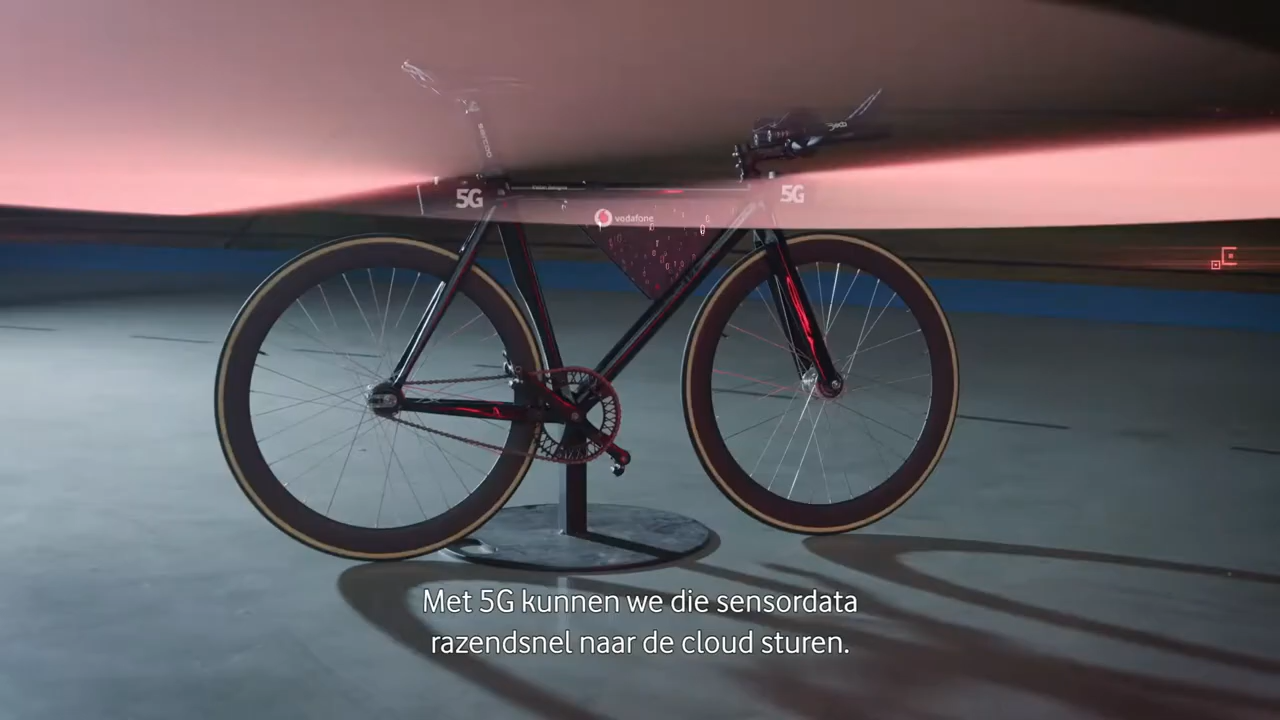 5G
5G
vodafone
Met 5G kunnen we die sensordata
razendsnel naar de cloud sturen.